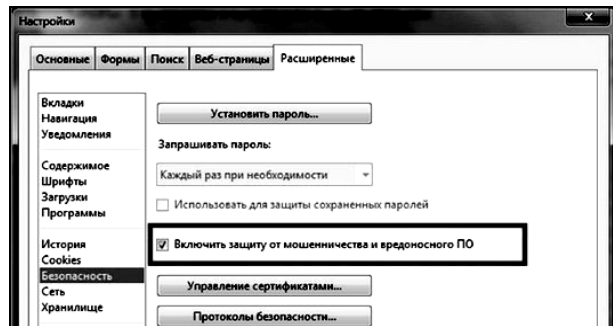 Настройки
Основные Формы Поиск Веб-страницы Расширенные
Вкладки
Навигация
Уведомления
Содержимое
Шрифты
Загрузки
Программы
История
Cookies
Безопасность
Сеть
Хранилище
Установить пароль...
Запрашивать пароль:
Каждый раз при необходимости
Использовать для защиты сохраненных паролей
Включить защиту от мошенничества и вредоносного ПО
Управление сертификатами...
Протоколы безопасности...